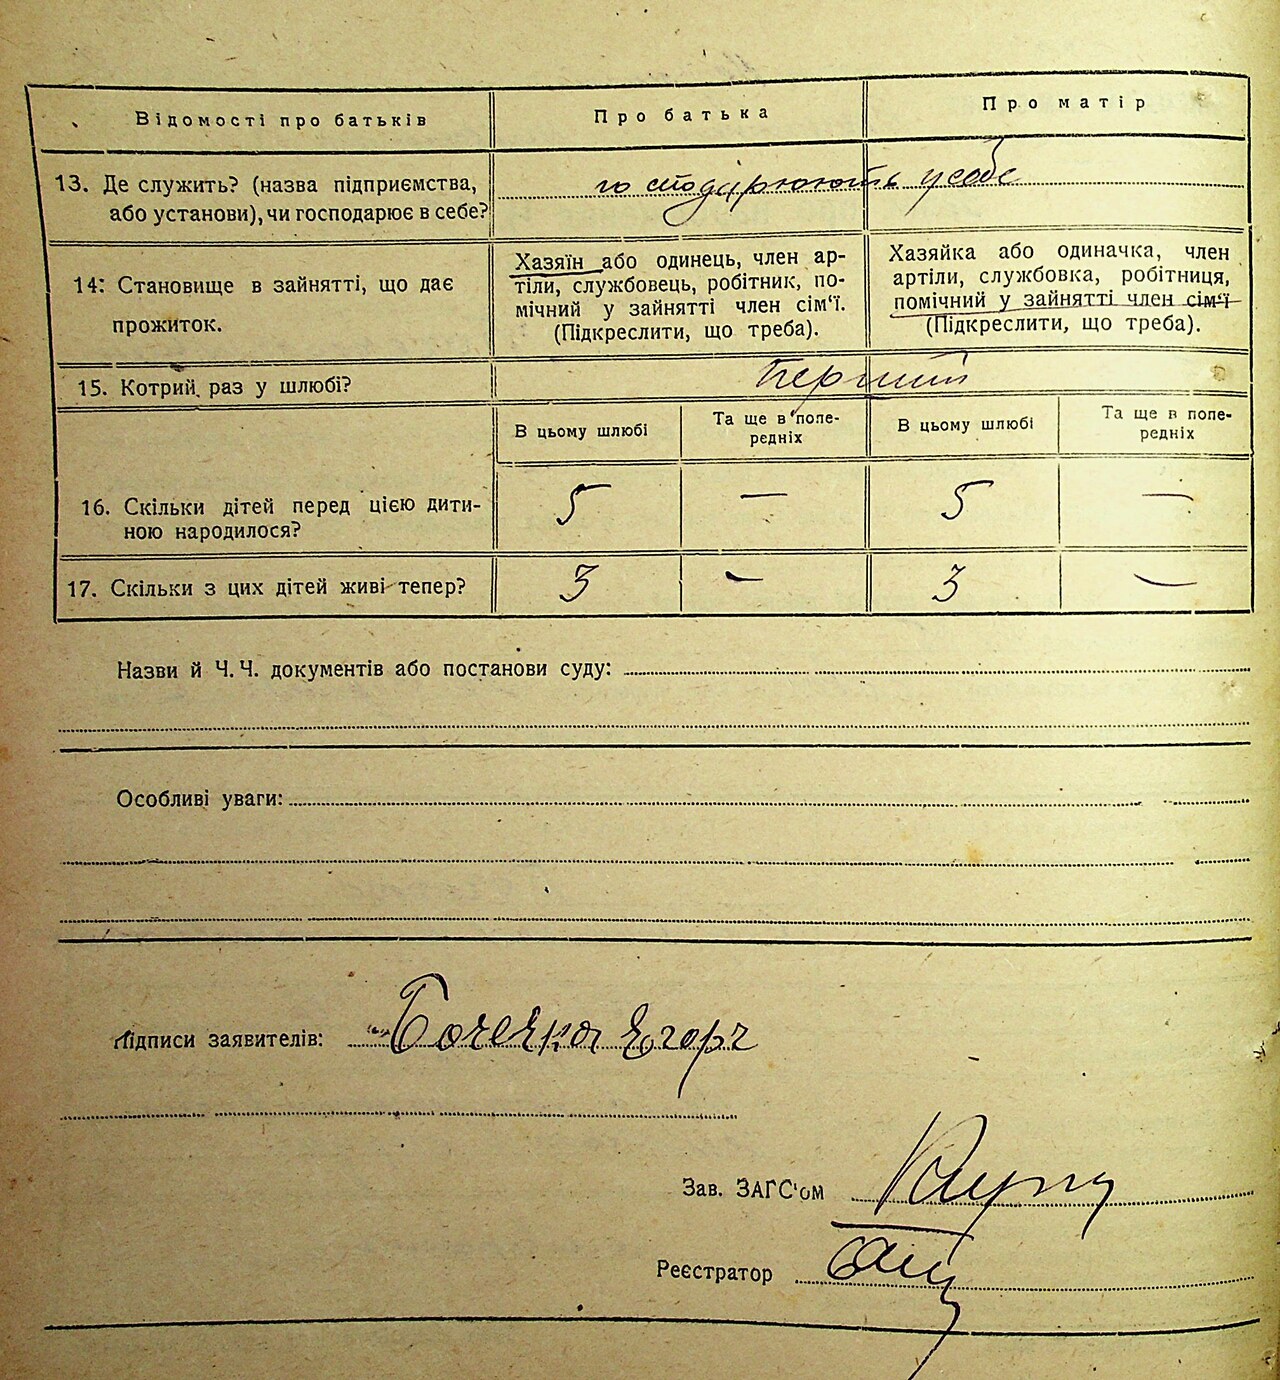 Відомості про батьків
Про батька
Про матір
13. Де служить? (назва підприємства,
або установи), чи господарює в себе?
господарюють у себе
14: Становище в зайнятті, що дає
прожиток.
Хазяїн або одинець, член ар-
тіли, службовець, робітник, по-
мічний у зайнятті член сім'ї.
(Підкреслити, що треба).
Хазяйка або одиначка, член
артіли, службовка, робітниця,
помічний у зайнятті член сім'ї
(Підкреслити, що треба).
15. Котрий раз у шлюбі?
Перший
В цьому шлюбі
Та ще в попе-
редніх
В цьому шлюбі
Та ще в попе-
редніх
16. Скільки дітей перед цією дити-
ною народилося?
5 — 5 —
17. Скільки з цих дітей живі тепер?
3 — 3 —
Назви й Ч. Ч. документів або постанови суду:
Особливі уваги:
Підписи заявителів: Бочечка Егорг
Зав. ЗАГС'ом
Реєстратор